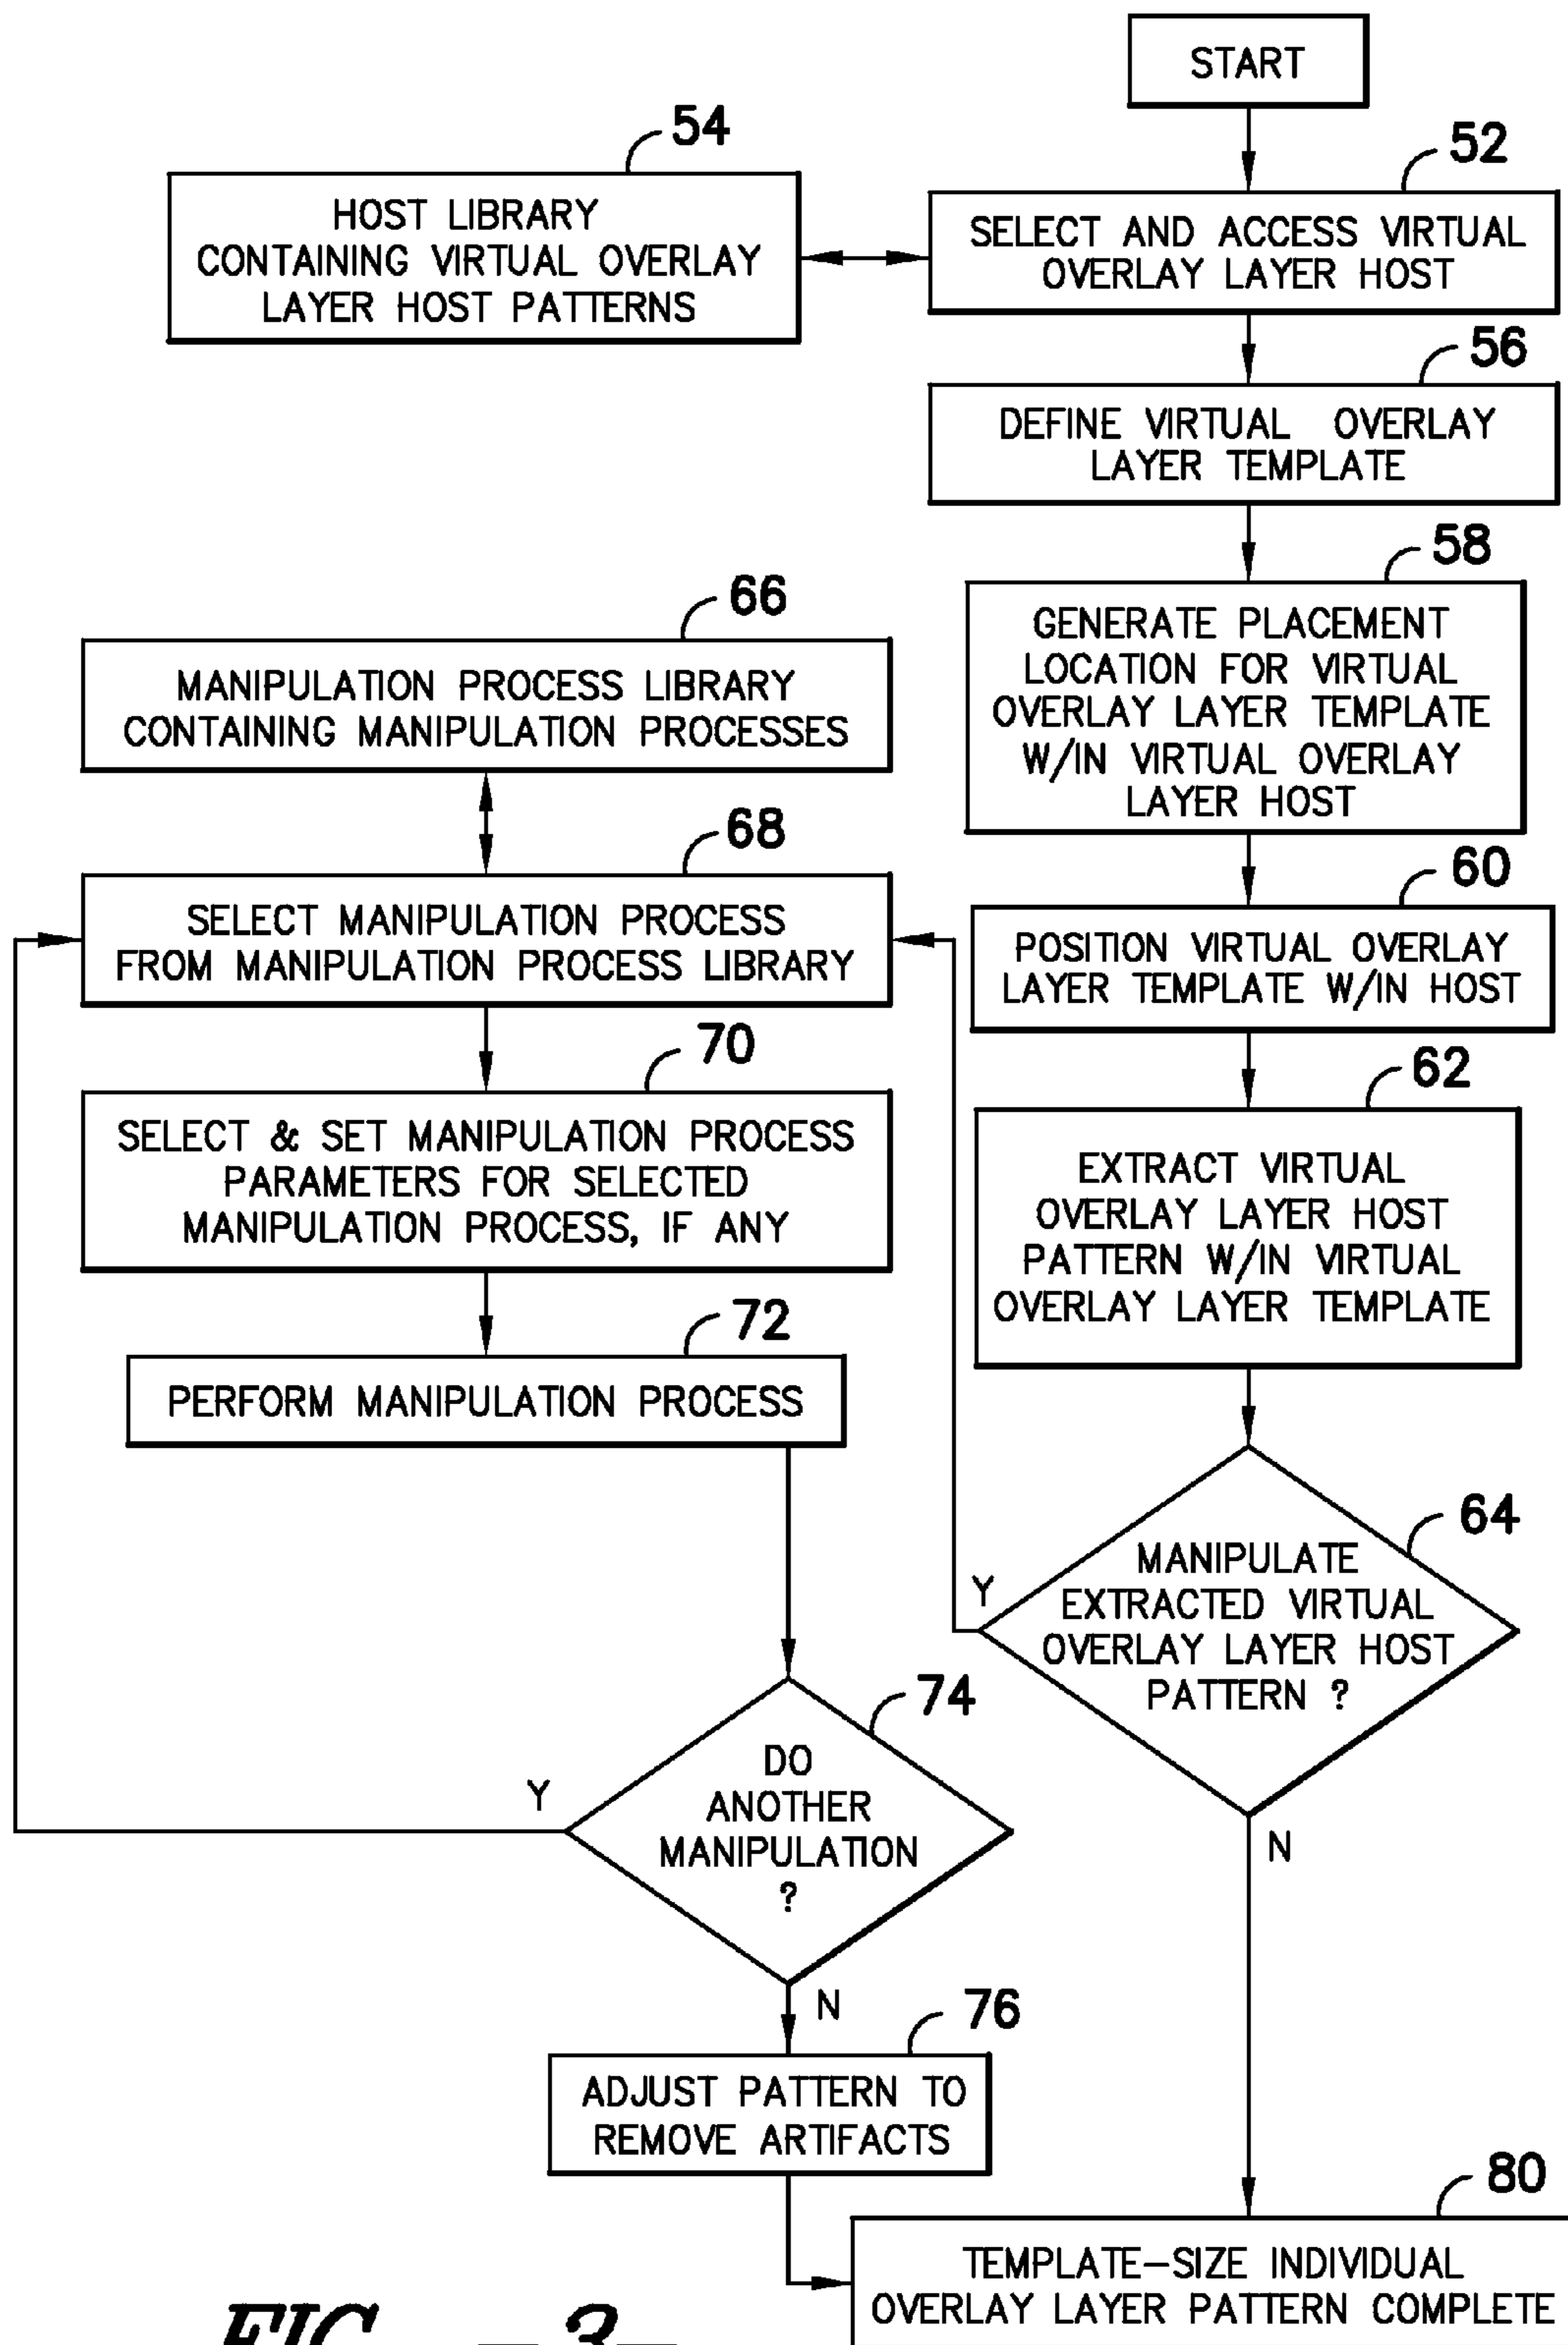 START
52
SELECT AND ACCESS VIRTUAL
OVERLAY LAYER HOST
54
HOST LIBRARY
CONTAINING VIRTUAL OVERLAY
LAYER HOST PATTERNS
56
DEFINE VIRTUAL OVERLAY
LAYER TEMPLATE
58
GENERATE PLACEMENT
LOCATION FOR VIRTUAL
OVERLAY LAYER TEMPLATE
W/IN VIRTUAL OVERLAY
LAYER HOST
60
POSITION VIRTUAL OVERLAY
LAYER TEMPLATE W/IN HOST
62
EXTRACT VIRTUAL
OVERLAY LAYER HOST
PATTERN W/IN VIRTUAL
OVERLAY LAYER TEMPLATE
64
MANIPULATE
EXTRACTED VIRTUAL
OVERLAY LAYER HOST
PATTERN ?
Y
N
66
MANIPULATION PROCESS LIBRARY
CONTAINING MANIPULATION PROCESSES
68
SELECT MANIPULATION PROCESS
FROM MANIPULATION PROCESS LIBRARY
70
SELECT & SET MANIPULATION PROCESS
PARAMETERS FOR SELECTED
MANIPULATION PROCESS, IF ANY
72
PERFORM MANIPULATION PROCESS
74
DO
ANOTHER
MANIPULATION
?
Y
N
76
ADJUST PATTERN TO
REMOVE ARTIFACTS
80
TEMPLATE-SIZE INDIVIDUAL
OVERLAY LAYER PATTERN COMPLETE
FIG. -3-